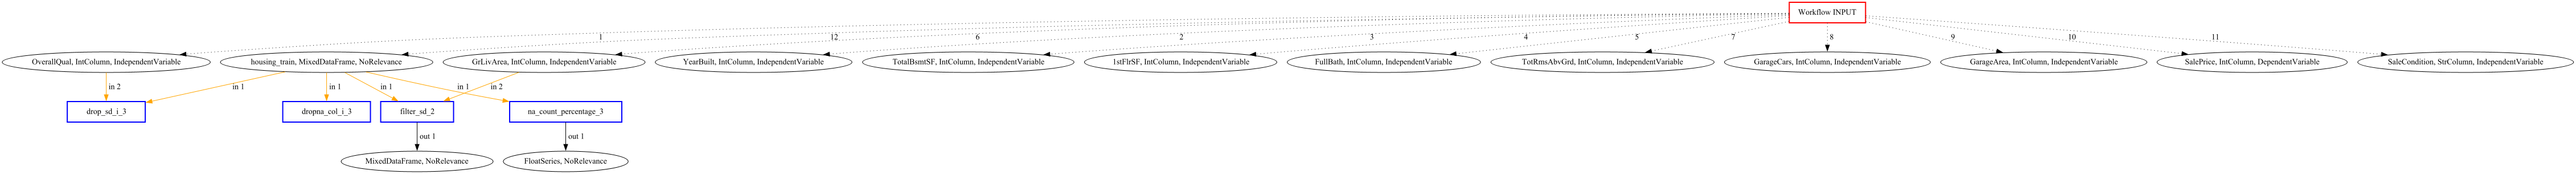 Workflow INPUT
1
12
6
2
3
4
5
7
8
9
10
11
OverallQual, IntColumn, IndependentVariable
housing_train, MixedDataFrame, NoRelevance
GrLivArea, IntColumn, IndependentVariable
YearBuilt, IntColumn, IndependentVariable
TotalBsmtSF, IntColumn, IndependentVariable
1stFlrSF, IntColumn, IndependentVariable
FullBath, IntColumn, IndependentVariable
TotRmsAbvGrd, IntColumn, IndependentVariable
GarageCars, IntColumn, IndependentVariable
GarageArea, IntColumn, IndependentVariable
SalePrice, IntColumn, DependentVariable
SaleCondition, StrColumn, IndependentVariable
in 2
in 1
in 1
in 1
in 1
in 2
drop_sd_i_3
dropna_col_i_3
filter_sd_2
na_count_percentage_3
out 1
out 1
MixedDataFrame, NoRelevance
FloatSeries, NoRelevance